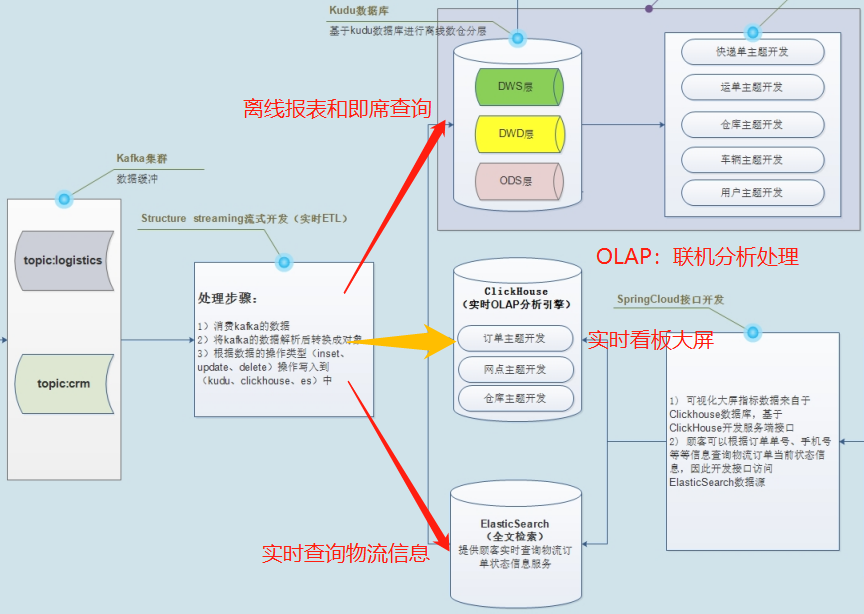 Kudu数据库
基于kudu数据库进行离线数仓分层
DWS层
DWD层
ODS层
快递单主题开发
运单主题开发
仓库主题开发
车辆主题开发
用户主题开发
离线报表和即席查询
Kafka集群
数据缓冲
topic:logistics
topic:crm
Structure streaming流式开发（实时ETL）
处理步骤：
1）消费kafka的数据
2）将kafka的数据解析后转换成对象
3）根据数据的操作类型（inset、
update、delete）操作写入到
（kudu、clickhouse、es）中
OLAP：联机分析处理
ClickHouse
（实时OLAP分析引擎）
订单主题开发
网点主题开发
仓库主题开发
实时看板大屏
SpringCloud接口开发
1） 可视化大屏指标数据来自于
Clickhouse数据库，基于
ClickHouse开发服务端接口
2） 顾客可以根据订单单号、手机号
等等信息查询物流订单当前状态信
息，因此开发接口访问
ElasticSearch数据源
实时查询物流信息
ElasticSearch
（全文检索）
提供顾客实时查询物流订
单状态信息服务